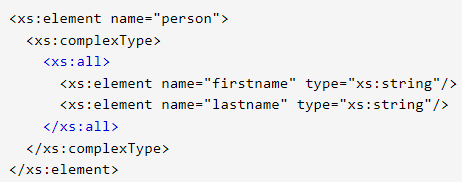 <xs:element name="person">
  <xs:complexType>
    <xs:all>
      <xs:element name="firstname" type="xs:string"/>
      <xs:element name="lastname" type="xs:string"/>
    </xs:all>
  </xs:complexType>
</xs:element>